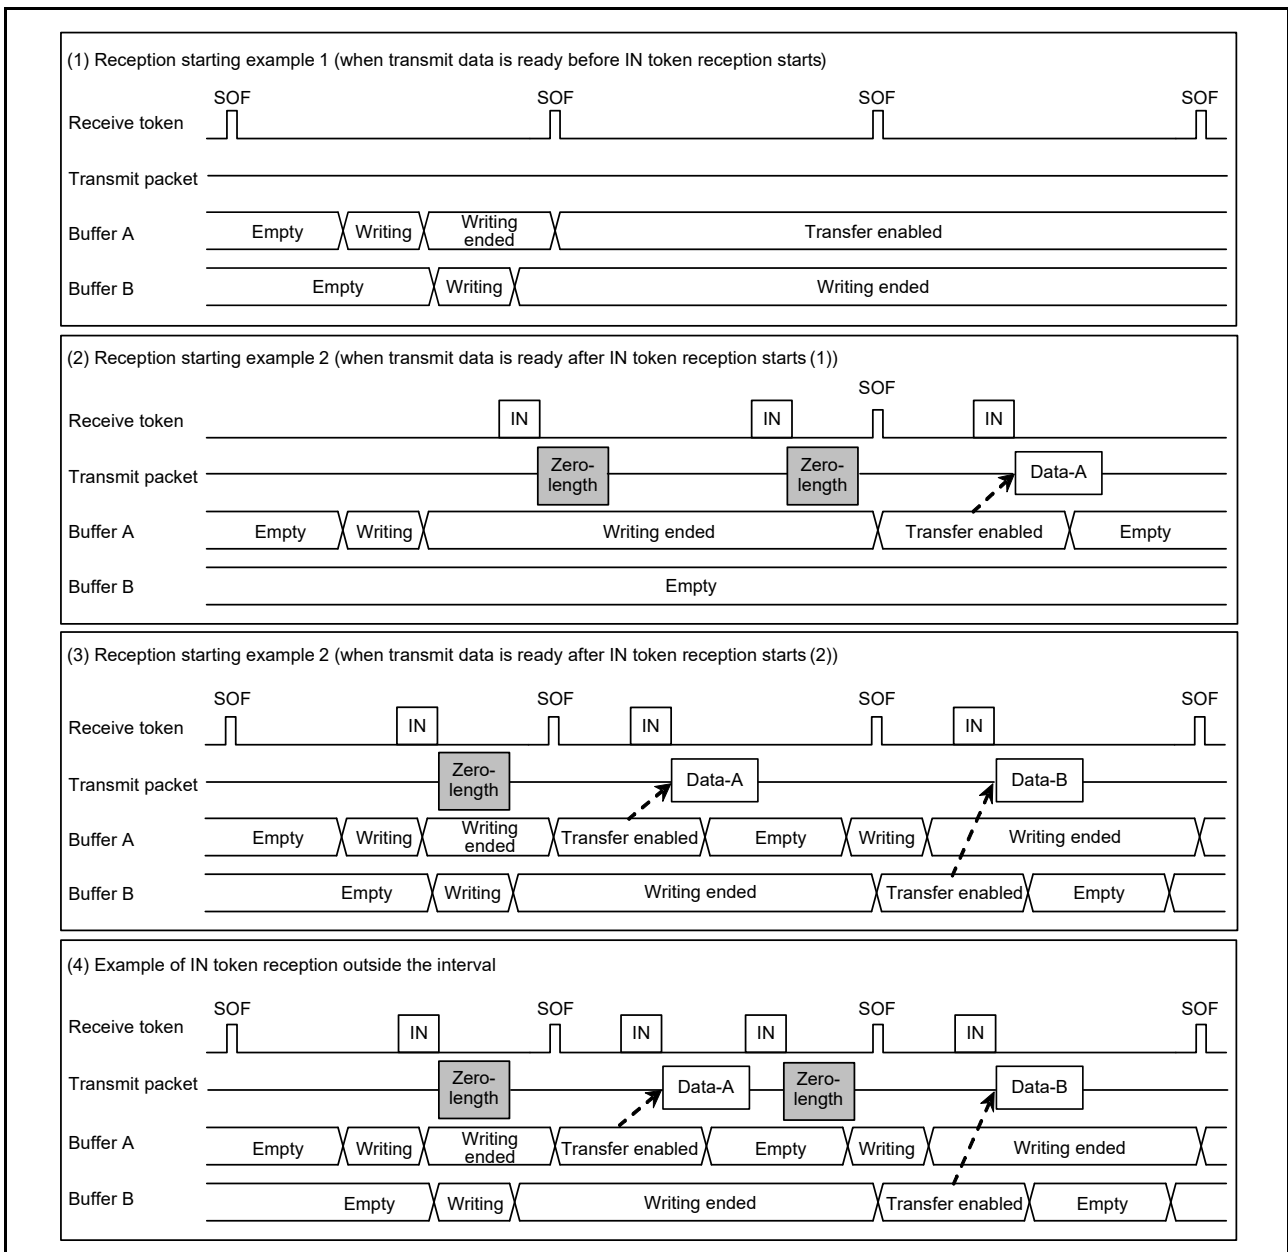 (1) Reception starting example 1 (when transmit data is ready before IN token reception starts)
SOF SOF SOF SOF
Receive token
Transmit packet
Buffer A Empty Writing Writing ended Transfer enabled
Buffer B Empty Writing Writing ended
(2) Reception starting example 2 (when transmit data is ready after IN token reception starts (1))
SOF
Receive token IN IN IN
Transmit packet Zero-length Zero-length Data-A
Buffer A Empty Writing Writing ended Transfer enabled Empty
Buffer B Empty
(3) Reception starting example 2 (when transmit data is ready after IN token reception starts (2))
SOF SOF SOF SOF
Receive token IN IN IN
Transmit packet Zero-length Data-A Data-B
Buffer A Empty Writing Writing ended Transfer enabled Empty Writing Writing ended
Buffer B Empty Writing Writing ended Transfer enabled Empty
(4) Example of IN token reception outside the interval
SOF SOF SOF SOF
Receive token IN IN IN IN
Transmit packet Zero-length Data-A Zero-length Data-B
Buffer A Empty Writing Writing ended Transfer enabled Empty Writing Writing ended
Buffer B Empty Writing Writing ended Transfer enabled Empty